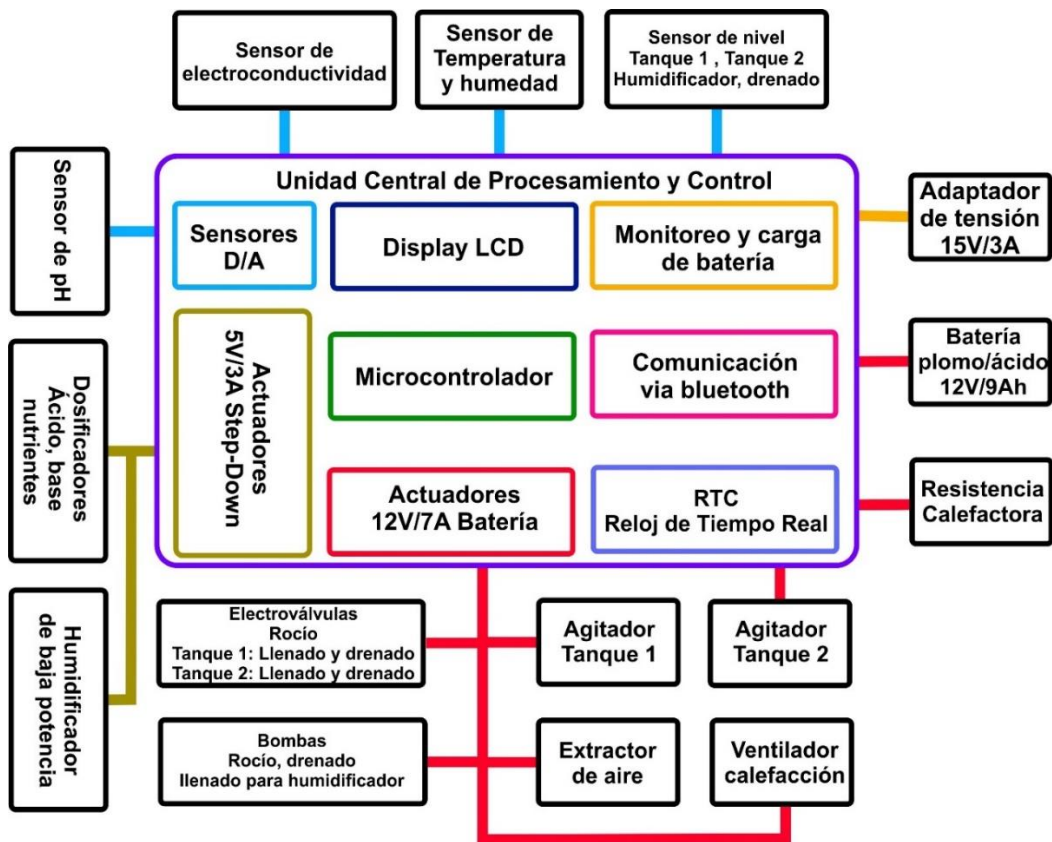 Sensor de
electroconductividad
Sensor de
Temperatura
y humedad
Sensor de nivel
Tanque 1 , Tanque 2
Humidificador, drenado
Sensor de pH
Unidad Central de Procesamiento y Control
Sensores
D/A
Display LCD
Monitoreo y carga
de batería
Adaptador
de tensión
15V/3A
Dosificadores
Ácido, base
nutrientes
Actuadores
5V/3A Step-Down
Microcontrolador
Comunicación
via bluetooth
Batería
plomo/ácido
12V/9Ah
Actuadores
12V/7A Batería
RTC
Reloj de Tiempo Real
Resistencia
Calefactora
Humidificador
de baja potencia
Electroválvulas
Rocío
Tanque 1: Llenado y drenado
Tanque 2: Llenado y drenado
Agitador
Tanque 1
Agitador
Tanque 2
Bombas
Rocío, drenado
llenado para humidificador
Extractor
de aire
Ventilador
calefacción